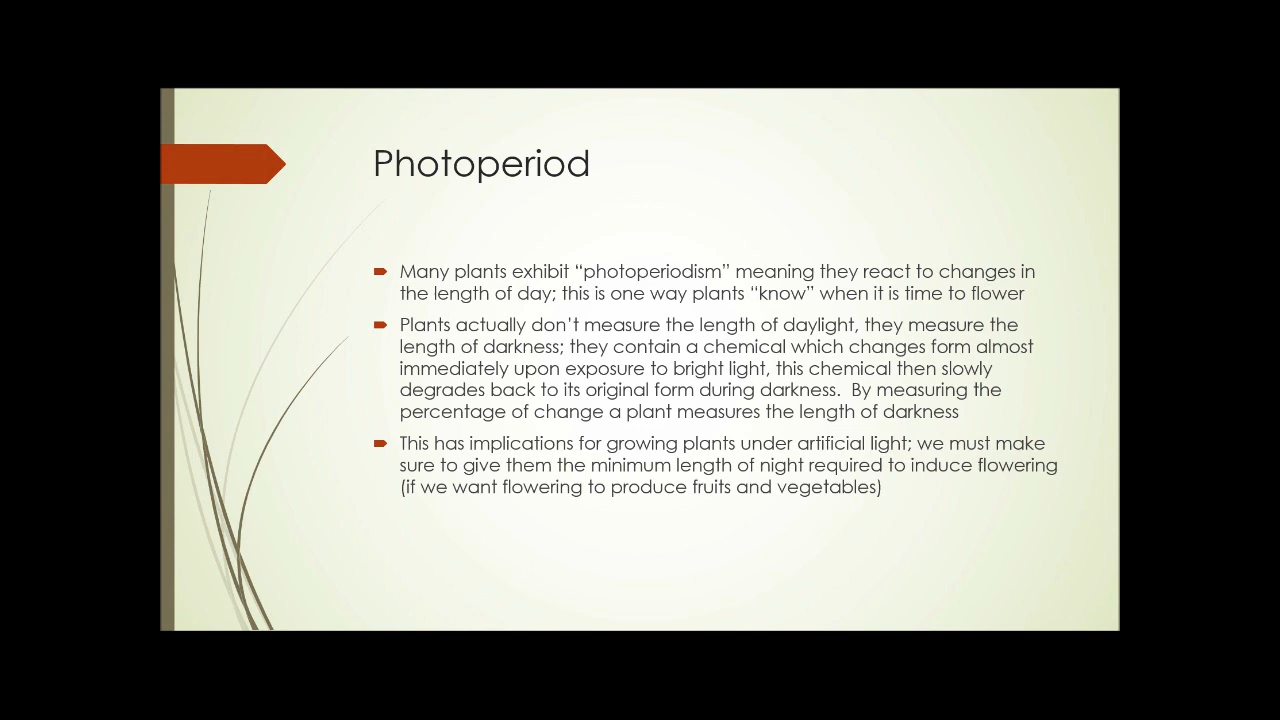 Photoperiod
Many plants exhibit “photoperiodism” meaning they react to changes in
the length of day; this is one way plants “know” when it is time to flower
Plants actually don’t measure the length of daylight, they measure the
length of darkness; they contain a chemical which changes form almost
immediately upon exposure to bright light, this chemical then slowly
degrades back to its original form during darkness.  By measuring the
percentage of change a plant measures the length of darkness
This has implications for growing plants under artificial light; we must make
sure to give them the minimum length of night required to induce flowering
(if we want flowering to produce fruits and vegetables)